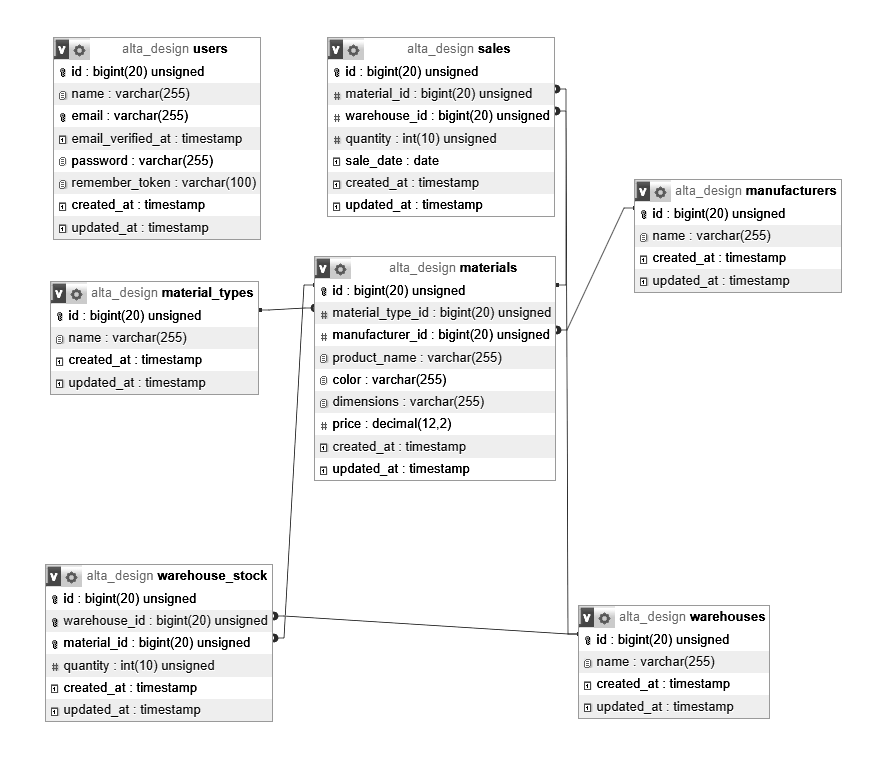 alta_design users
id : bigint(20) unsigned
name : varchar(255)
email : varchar(255)
email_verified_at : timestamp
password : varchar(255)
remember_token : varchar(100)
created_at : timestamp
updated_at : timestamp
alta_design sales
id : bigint(20) unsigned
# material_id : bigint(20) unsigned
# warehouse_id : bigint(20) unsigned
# quantity : int(10) unsigned
sale_date : date
created_at : timestamp
updated_at : timestamp
alta_design manufacturers
id : bigint(20) unsigned
name : varchar(255)
created_at : timestamp
updated_at : timestamp
alta_design material_types
id : bigint(20) unsigned
name : varchar(255)
created_at : timestamp
updated_at : timestamp
alta_design materials
id : bigint(20) unsigned
# material_type_id : bigint(20) unsigned
# manufacturer_id : bigint(20) unsigned
product_name : varchar(255)
color : varchar(255)
dimensions : varchar(255)
# price : decimal(12,2)
created_at : timestamp
updated_at : timestamp
alta_design warehouse_stock
id : bigint(20) unsigned
warehouse_id : bigint(20) unsigned
material_id : bigint(20) unsigned
# quantity : int(10) unsigned
created_at : timestamp
updated_at : timestamp
alta_design warehouses
id : bigint(20) unsigned
name : varchar(255)
created_at : timestamp
updated_at : timestamp